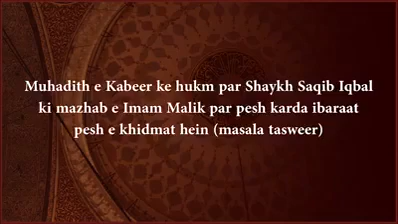 Muhadith e Kabeer ke hukm par Shaykh Saqib Iqbal
ki mazhab e Imam Malik par pesh karda ibaraat
pesh e khidmat hein (masala tasweer)